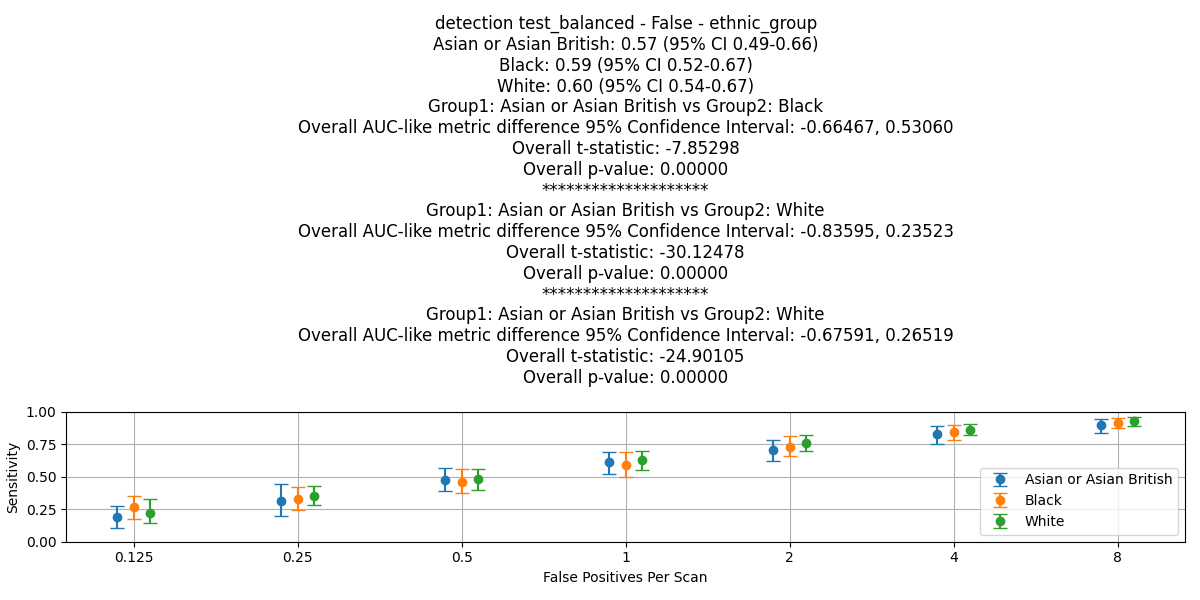 detection test_balanced - False - ethnic_group
Asian or Asian British: 0.57 (95% CI 0.49-0.66)
Black: 0.59 (95% CI 0.52-0.67)
White: 0.60 (95% CI 0.54-0.67)
Group1: Asian or Asian British vs Group2: Black
Overall AUC-like metric difference 95% Confidence Interval: -0.66467, 0.53060
Overall t-statistic: -7.85298
Overall p-value: 0.00000
********************
Group1: Asian or Asian British vs Group2: White
Overall AUC-like metric difference 95% Confidence Interval: -0.83595, 0.23523
Overall t-statistic: -30.12478
Overall p-value: 0.00000
********************
Group1: Asian or Asian British vs Group2: White
Overall AUC-like metric difference 95% Confidence Interval: -0.67591, 0.26519
Overall t-statistic: -24.90105
Overall p-value: 0.00000
1.00
0.75
0.50
0.25
0.00
Sensitivity
Asian or Asian British
Black
White
0.125 0.25 0.5 1 2 4 8
False Positives Per Scan